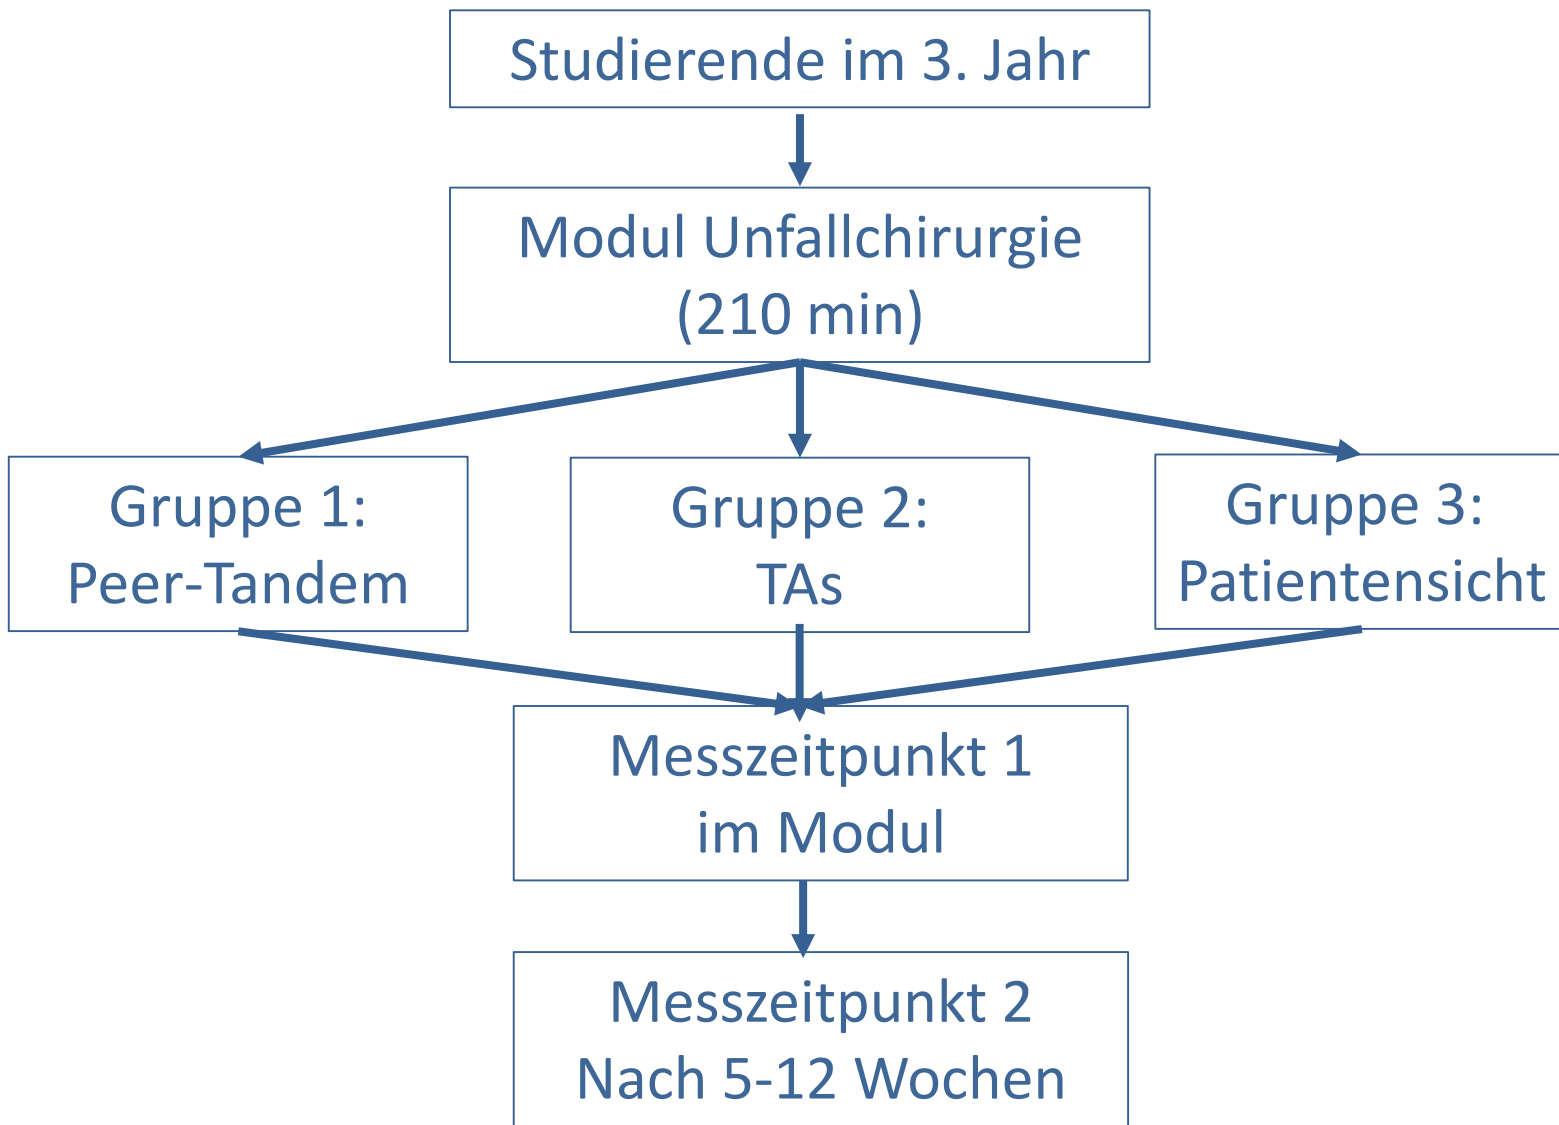 Studierende im 3. Jahr
Modul Unfallchirurgie
(210 min)
Gruppe 1:
Peer-Tandem
Gruppe 2:
TAs
Gruppe 3:
Patientensicht
Messzeitpunkt 1
im Modul
Messzeitpunkt 2
Nach 5-12 Wochen